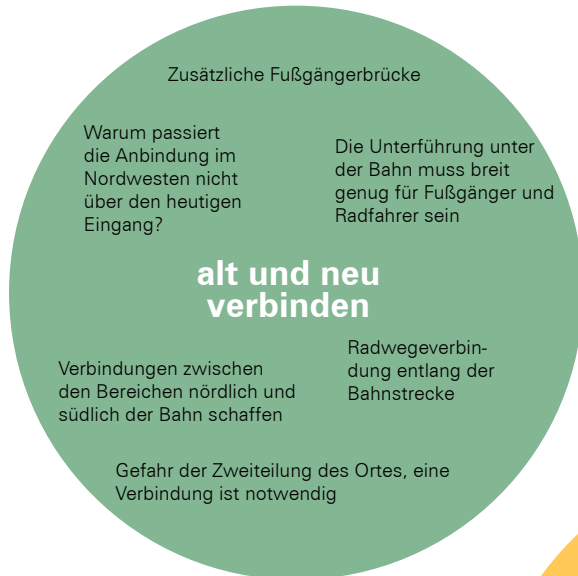 Zusätzliche Fußgängerbrücke
Warum passiert
die Anbindung im
Nordwesten nicht
über den heutigen
Eingang?
Die Unterführung unter
der Bahn muss breit
genug für Fußgänger und
Radfahrer sein
alt und neu
verbinden
Radwegeverbin-
dung entlang der
Bahnstrecke
Verbindungen zwischen
den Bereichen nördlich und
südlich der Bahn schaffen
Gefahr der Zweiteilung des Ortes, eine
Verbindung ist notwendig